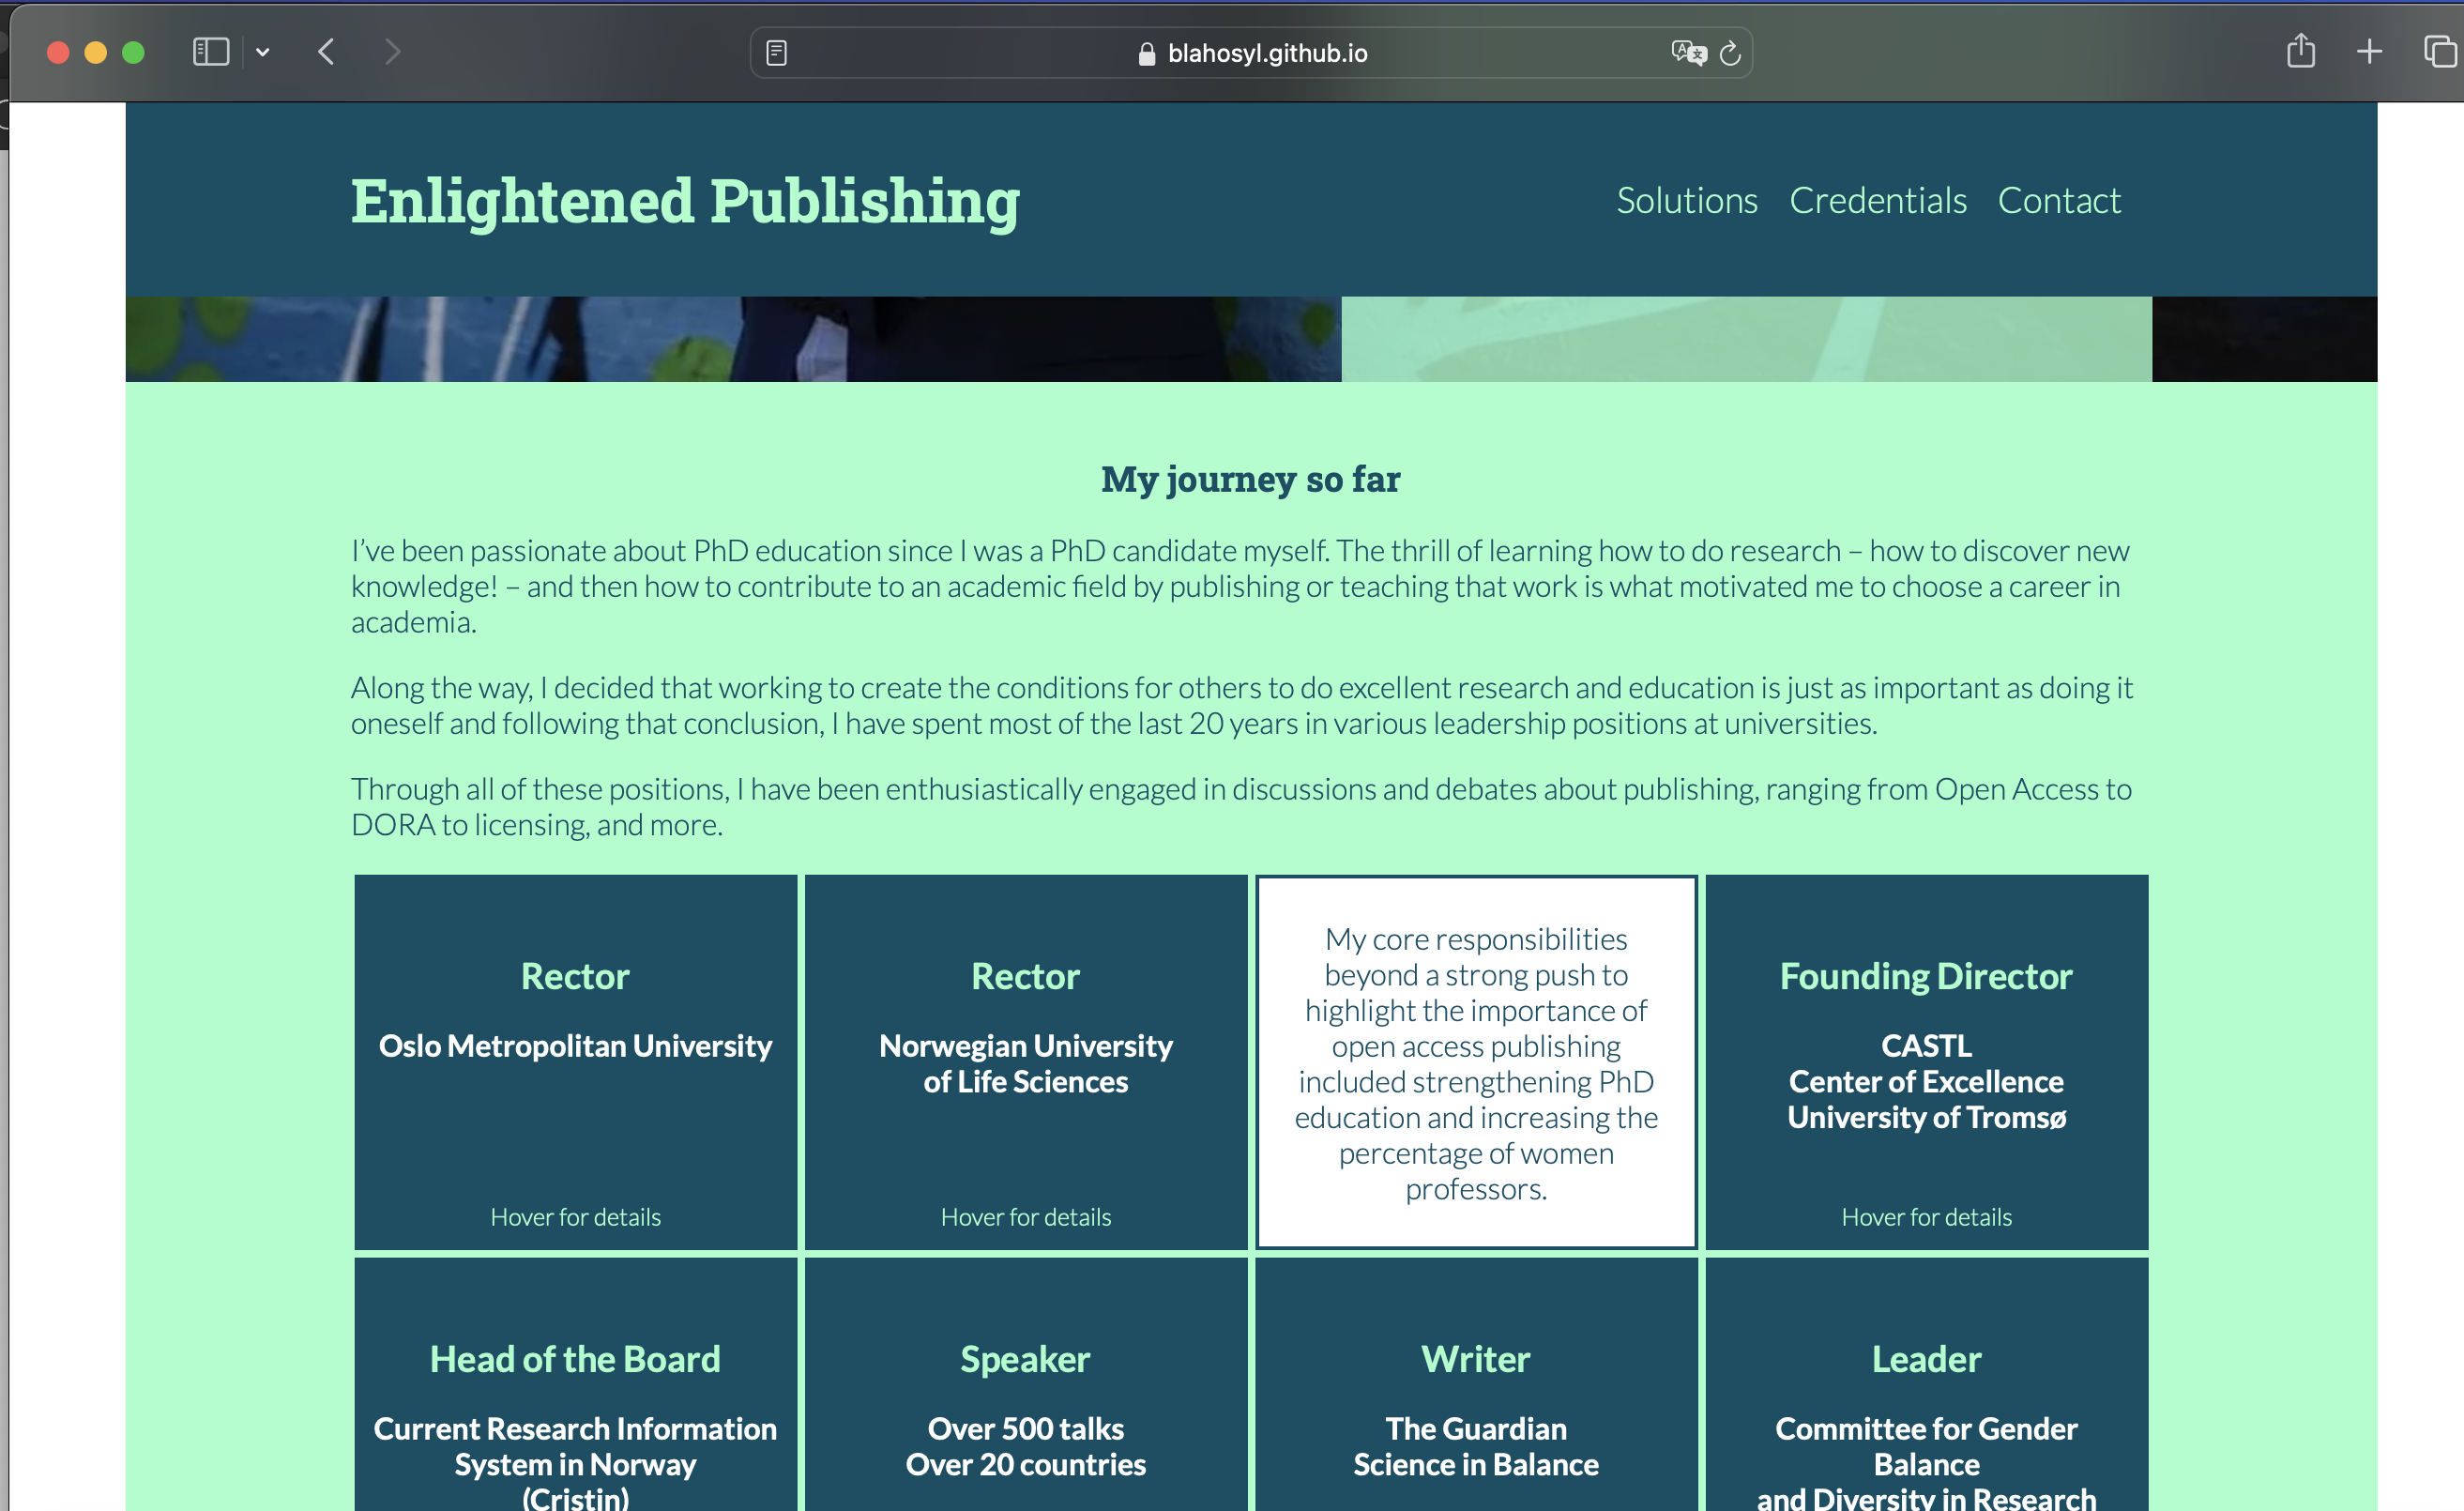 blahosyl.github.io
Enlightened Publishing
Solutions Credentials Contact
My journey so far
I’ve been passionate about PhD education since I was a PhD candidate myself. The thrill of learning how to do research – how to discover new
knowledge! – and then how to contribute to an academic field by publishing or teaching that work is what motivated me to choose a career in
academia.
Along the way, I decided that working to create the conditions for others to do excellent research and education is just as important as doing it
oneself and following that conclusion, I have spent most of the last 20 years in various leadership positions at universities.
Through all of these positions, I have been enthusiastically engaged in discussions and debates about publishing, ranging from Open Access to
DORA to licensing, and more.
Rector
Oslo Metropolitan University
Hover for details
Rector
Norwegian University
of Life Sciences
Hover for details
My core responsibilities
beyond a strong push to
highlight the importance of
open access publishing
included strengthening PhD
education and increasing the
percentage of women
professors.
Founding Director
CASTL
Center of Excellence
University of Tromsø
Hover for details
Head of the Board
Current Research Information
System in Norway
(Cristin)
Speaker
Over 500 talks
Over 20 countries
Writer
The Guardian
Science in Balance
Leader
Committee for Gender
Balance
and Diversity in Research